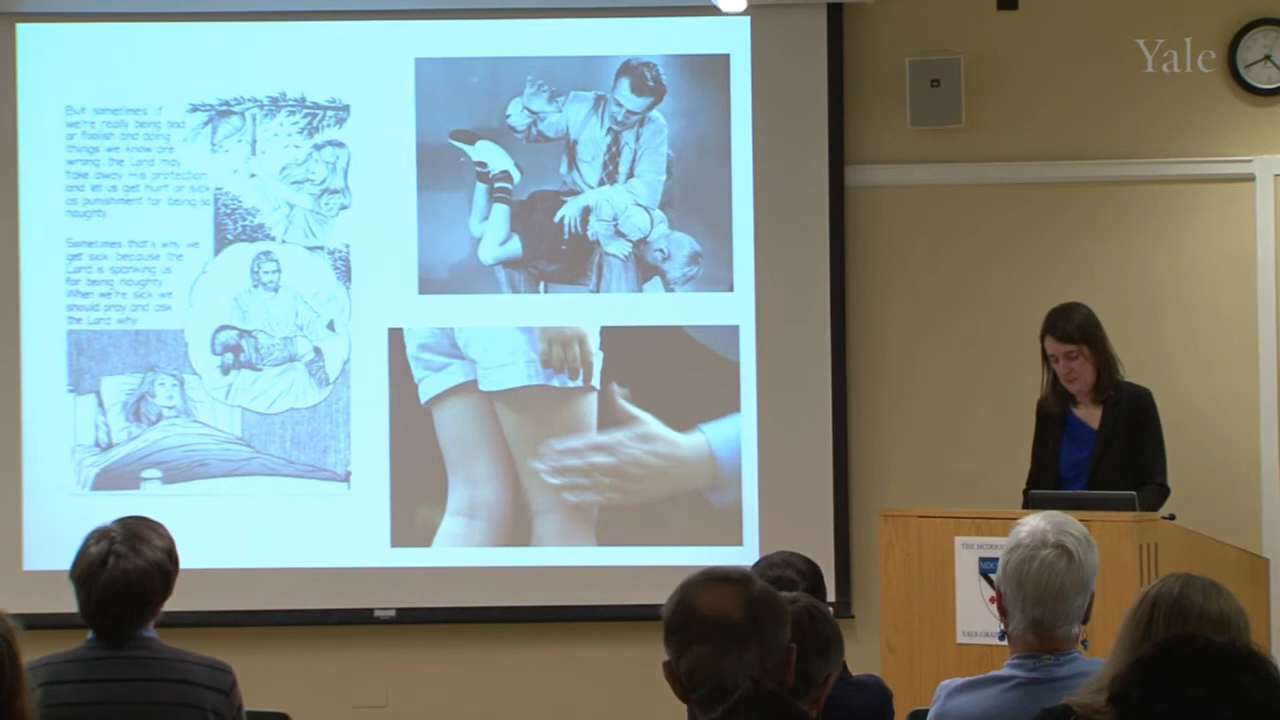 Yale
But sometimes if
we're really being bad
or foolish and doing
things we know are
wrong, the Lord may
take away His protection
and let us get hurt or sick
as punishment for being so
naughty.
Sometimes that's why we
get sick, because the
Lord is spanking us
for being naughty.
When we're sick we
should pray and ask
the Lord why.
YALE